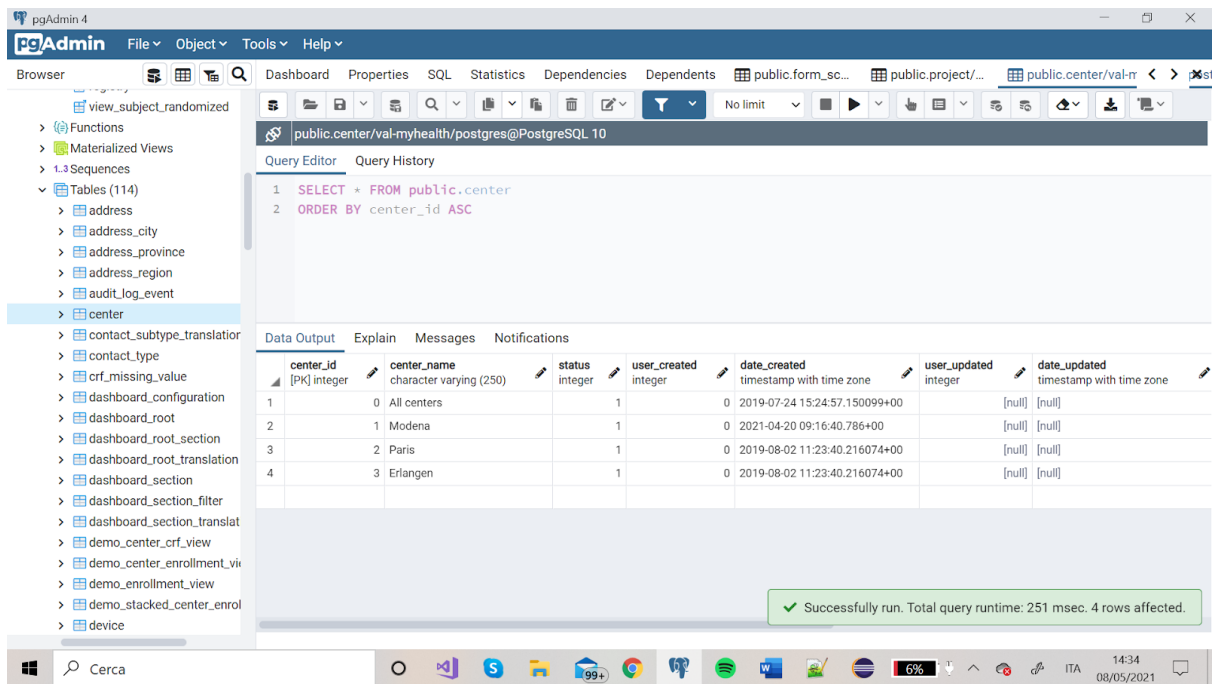 pgAdmin 4
pgAdmin File Object Tools Help
Browser
Dashboard Properties SQL Statistics Dependencies Dependents public.form_sc... public.project/... public.center/val-m
view_subject_randomized
Functions
Materialized Views
1..3 Sequences
Tables (114)
address
address_city
address_province
address_region
audit_log_event
center
contact_subtype_translation
contact_type
crf_missing_value
dashboard_configuration
dashboard_root
dashboard_root_section
dashboard_root_translation
dashboard_section
dashboard_section_filter
dashboard_section_translat
demo_center_crf_view
demo_center_enrollment_vi
demo_enrollment_view
demo_stacked_center_enrol
device
No limit
public.center/val-myhealth/postgres@PostgreSQL 10
Query Editor Query History
1 SELECT * FROM public.center
2 ORDER BY center_id ASC
Data Output Explain Messages Notifications
center_id center_name status user_created date_created user_updated date_updated
[PK] integer character varying (250) integer integer timestamp with time zone integer timestamp with time zone
1 0 All centers 1 0 2019-07-24 15:24:57.150099+00 [null] [null]
2 1 Modena 1 0 2021-04-20 09:16:40.786+00 [null] [null]
3 2 Paris 1 0 2019-08-02 11:23:40.216074+00 [null] [null]
4 3 Erlangen 1 0 2019-08-02 11:23:40.216074+00 [null] [null]
Successfully run. Total query runtime: 251 msec. 4 rows affected.
Cerca
99+
6%
ITA
14:34
08/05/2021